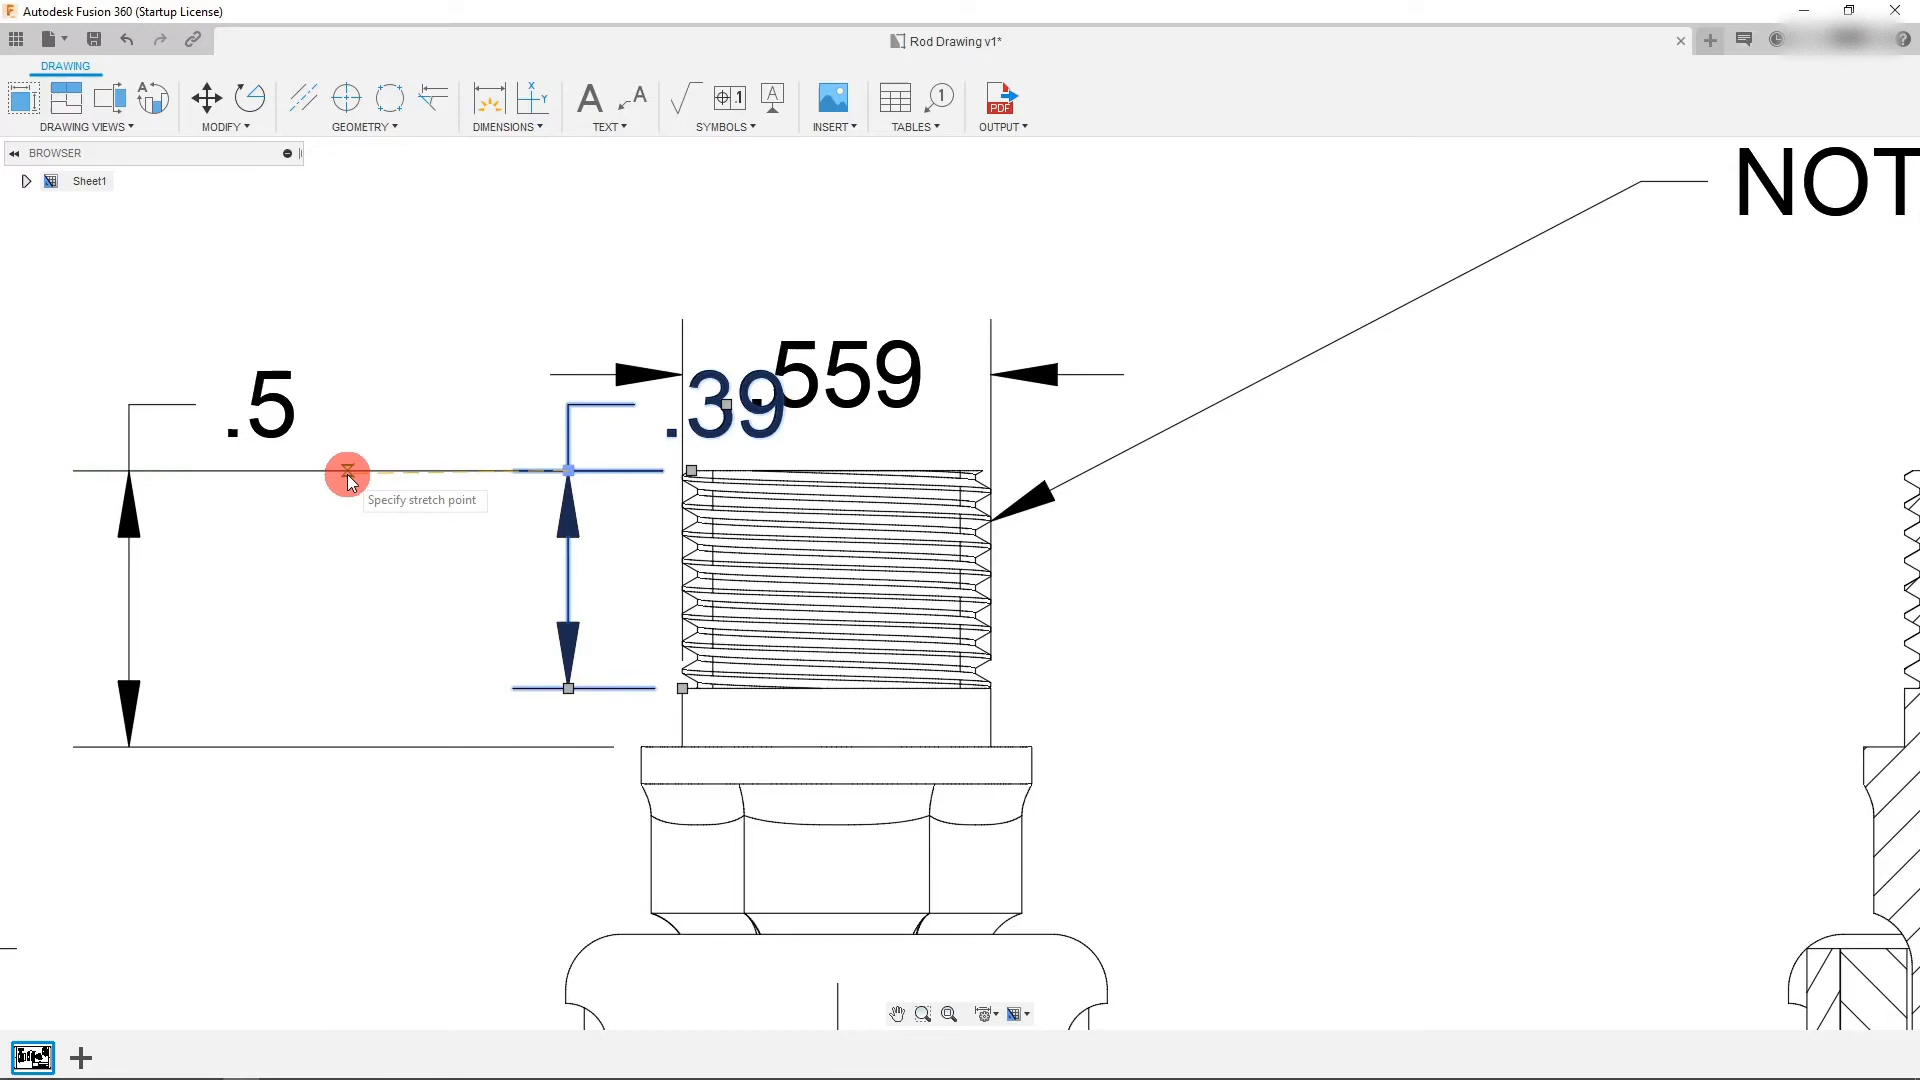 Autodesk Fusion 360 (Startup License)
Rod Drawing v1*
DRAWING
DRAWING VIEWS
MODIFY
GEOMETRY
DIMENSIONS
TEXT
SYMBOLS
INSERT
TABLES
OUTPUT
BROWSER
Sheet1
NOT
.559
.39
.5
Specify stretch point